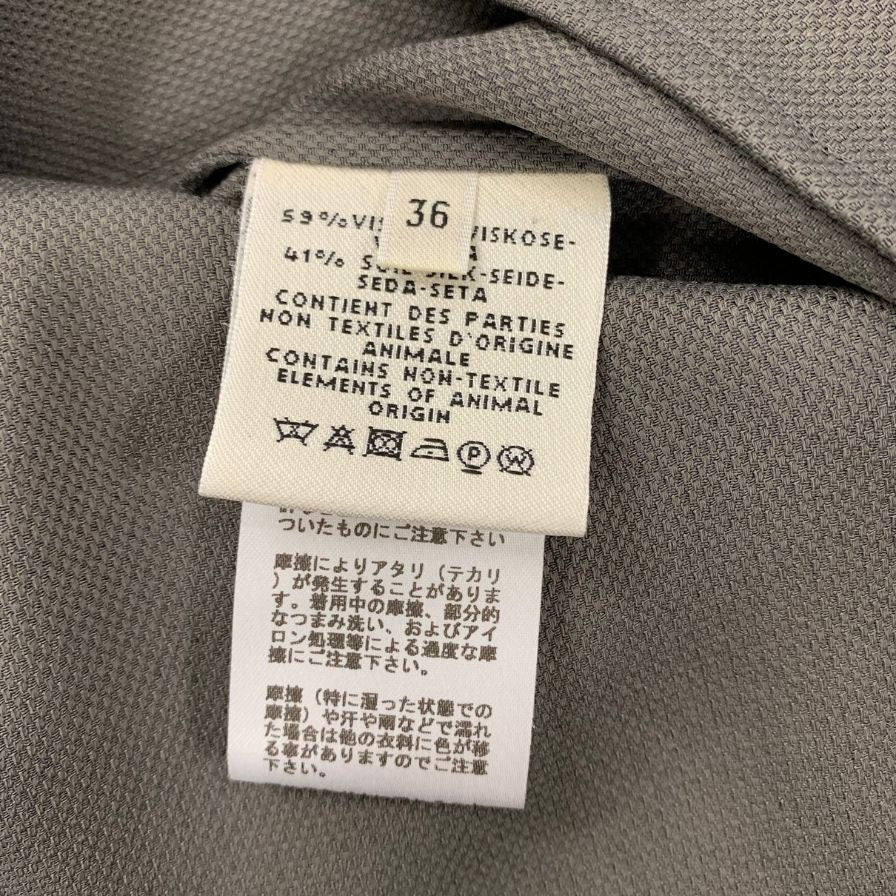 36
59%VI VISKOSE-
41% SOIE-SILK-SEIDE-
SEDA-SETA
CONTIENT DES PARTIES
NON TEXTILES D'ORIGINE
ANIMALE
CONTAINS NON-TEXTILE
ELEMENTS OF ANIMAL
ORIGIN
P
W
ついたものにご注意下さい
摩擦によりアタリ（テカリ
）が発生することがありま
す。着用中の摩擦、部分的
なつまみ洗い、およびアイ
ロン処理等による過度な摩
擦にご注意下さい。
摩擦（特に湿った状態での
摩擦）や汗や雨などで濡れ
た場合は他の衣料に色が移
る事がありますのでご注意
下さい。